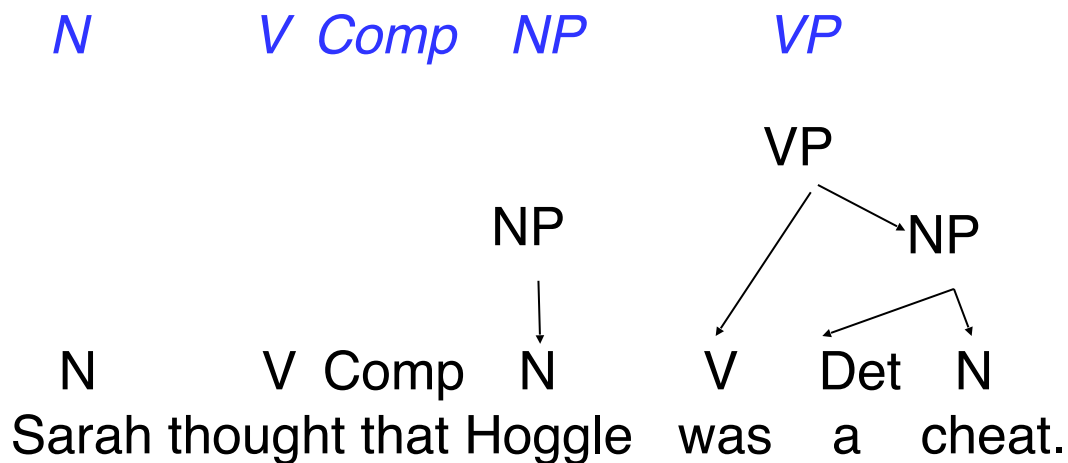 N V Comp NP VP
VP
NP NP
N V Comp N V Det N
Sarah thought that Hoggle was a cheat.